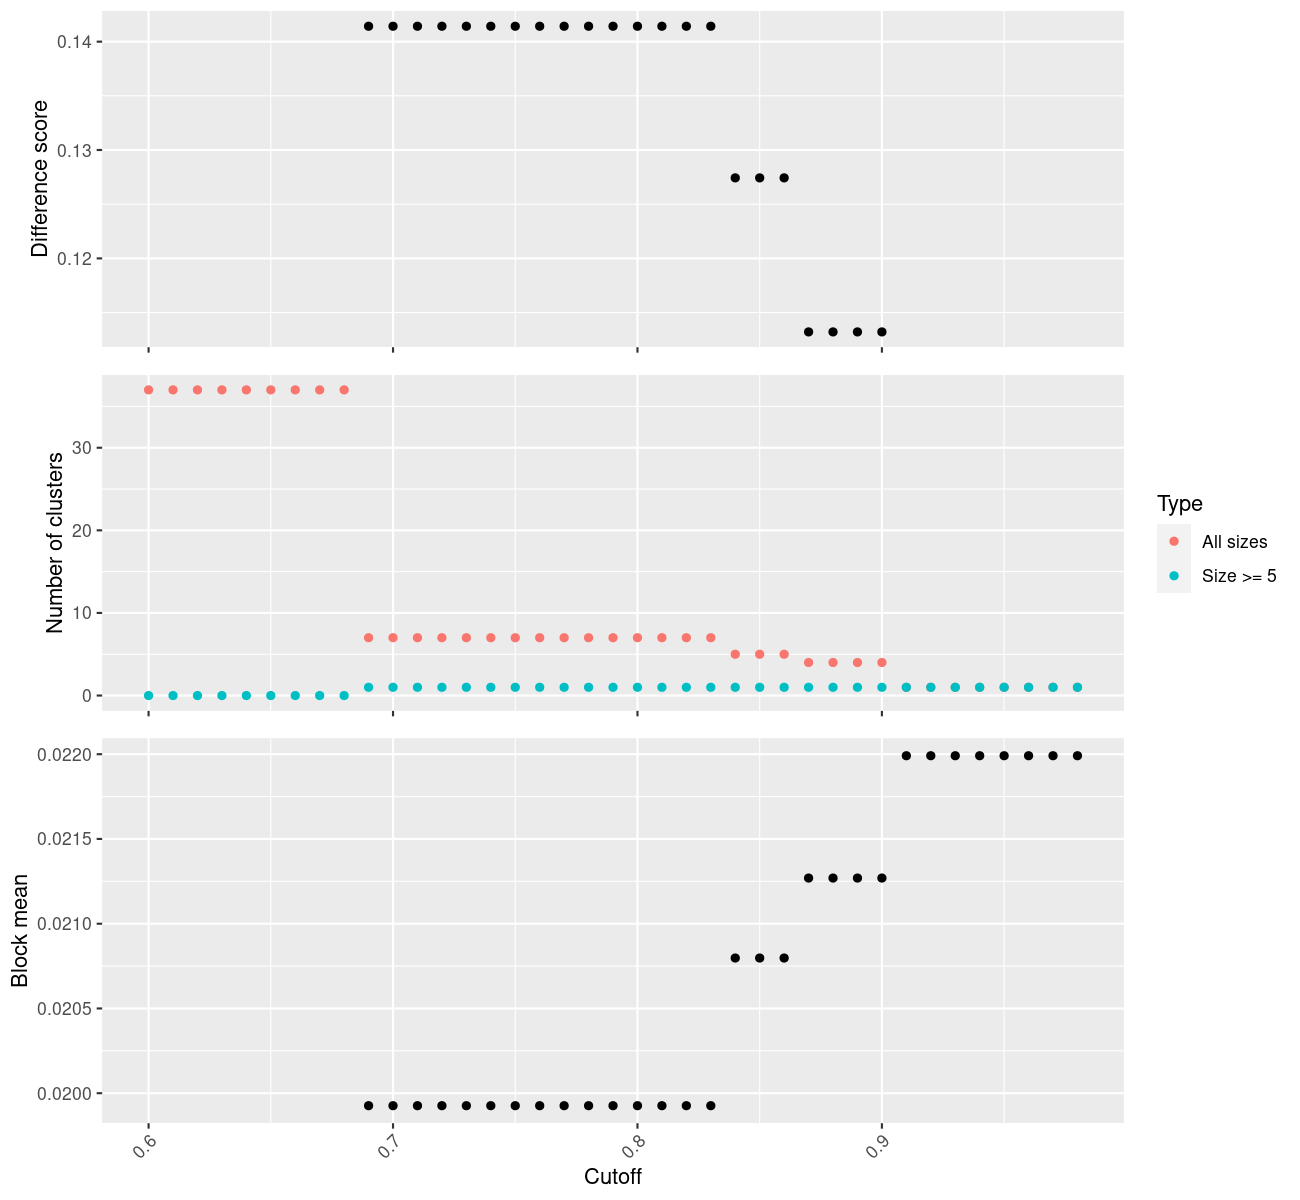 0.14
0.13
0.12
Difference score
30
20
10
0
Number of clusters
Type
All sizes
Size >= 5
0.0220
0.0215
0.0210
0.0205
0.0200
Block mean
0.6
0.7
0.8
0.9
Cutoff